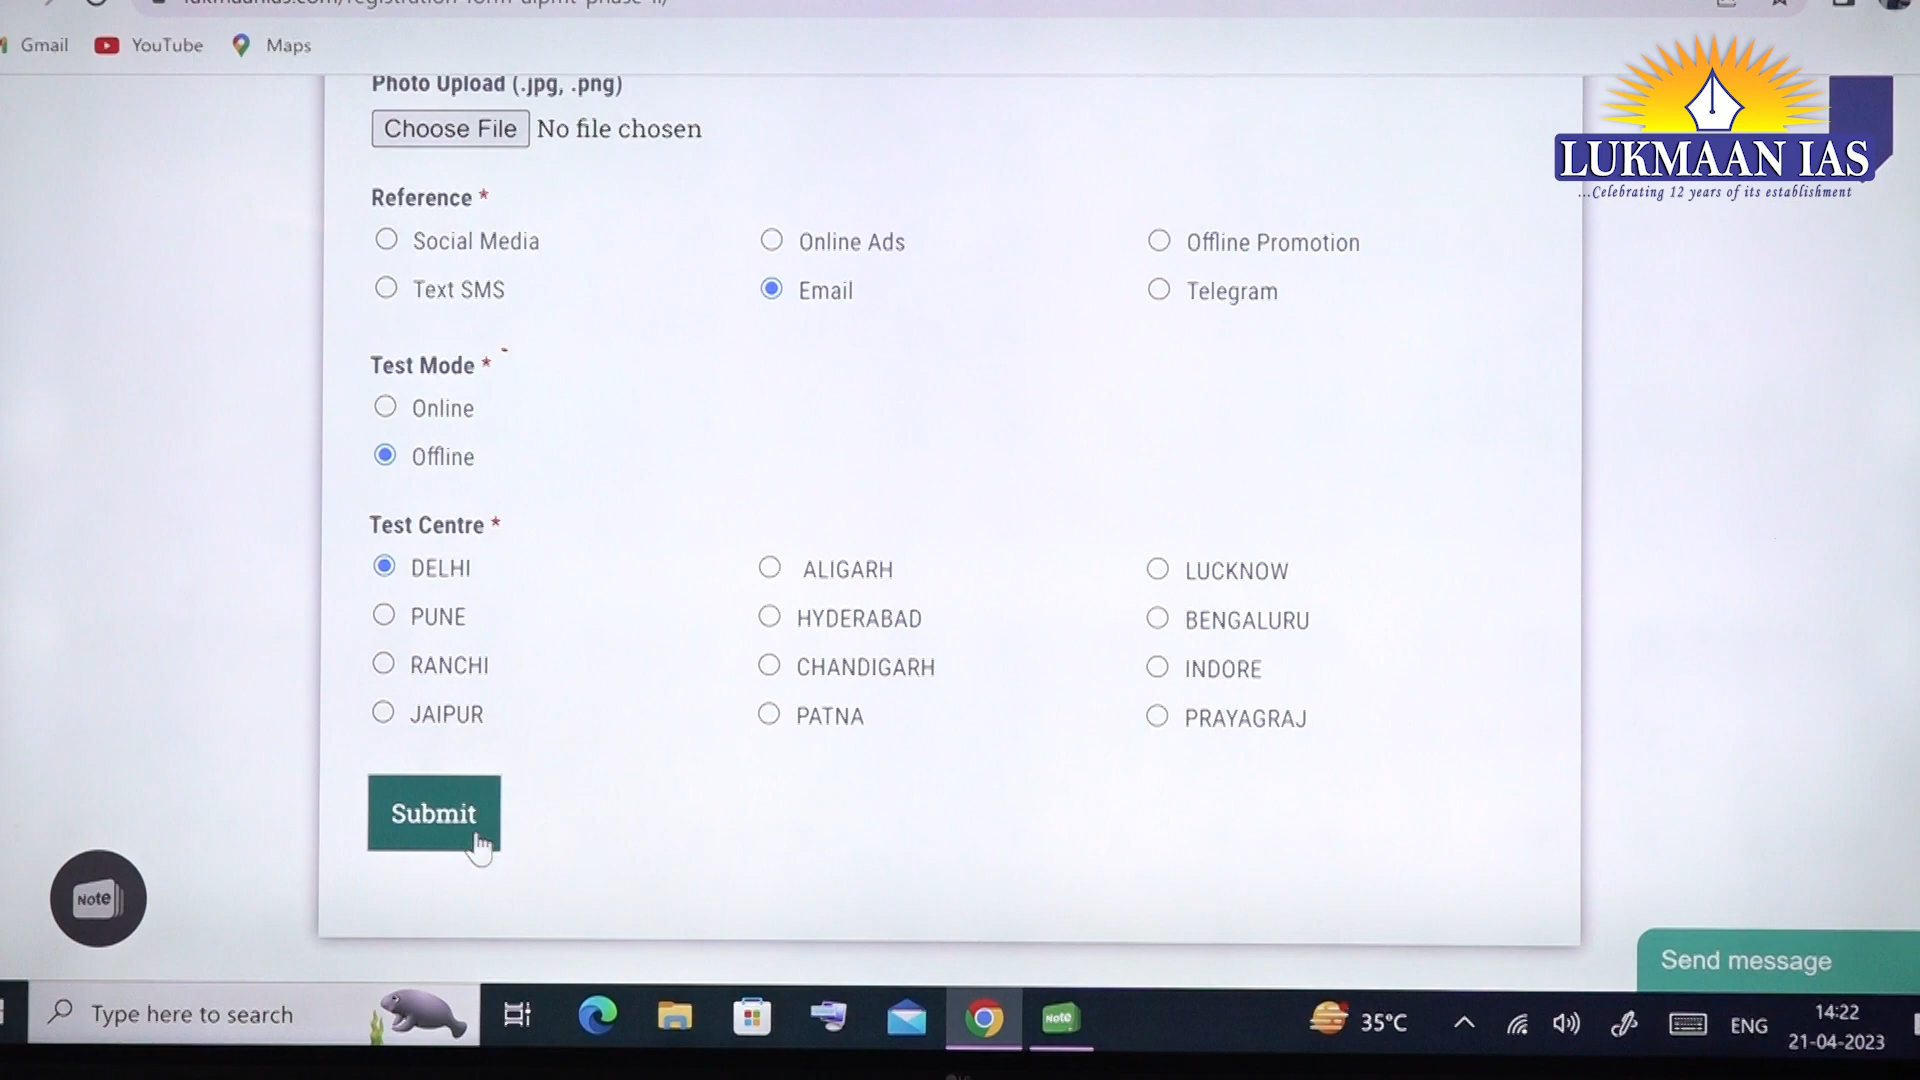 Gmail YouTube Maps
Photo Upload (.jpg, .png)
Choose File No file chosen
LUKMAAN IAS
...Celebrating 12 years of its establishment
Reference *
Social Media Online Ads Offline Promotion
Text SMS Email Telegram
Test Mode *
Online
Offline
Test Centre *
DELHI ALIGARH LUCKNOW
PUNE HYDERABAD BENGALURU
RANCHI CHANDIGARH INDORE
JAIPUR PATNA PRAYAGRAJ
Submit
Note
Send message
Type here to search
Note
35°C
ENG
14:22
21-04-2023